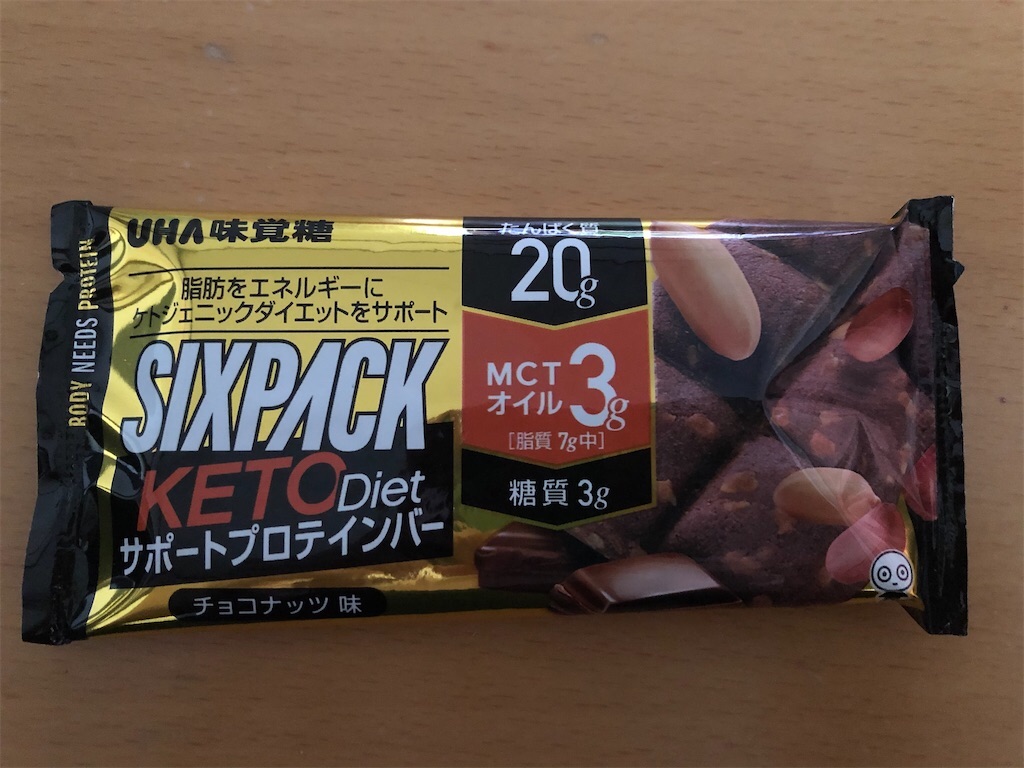 BODY NEEDS PROTEIN
UHA味覚糖
脂肪をエネルギーに
ケトジェニックダイエットをサポート
SIXPACK
KETO Diet
サポートプロテインバー
チョコナッツ 味
たんぱく質
20g
MCT
オイル 3g
[脂質 7g中]
糖質 3g